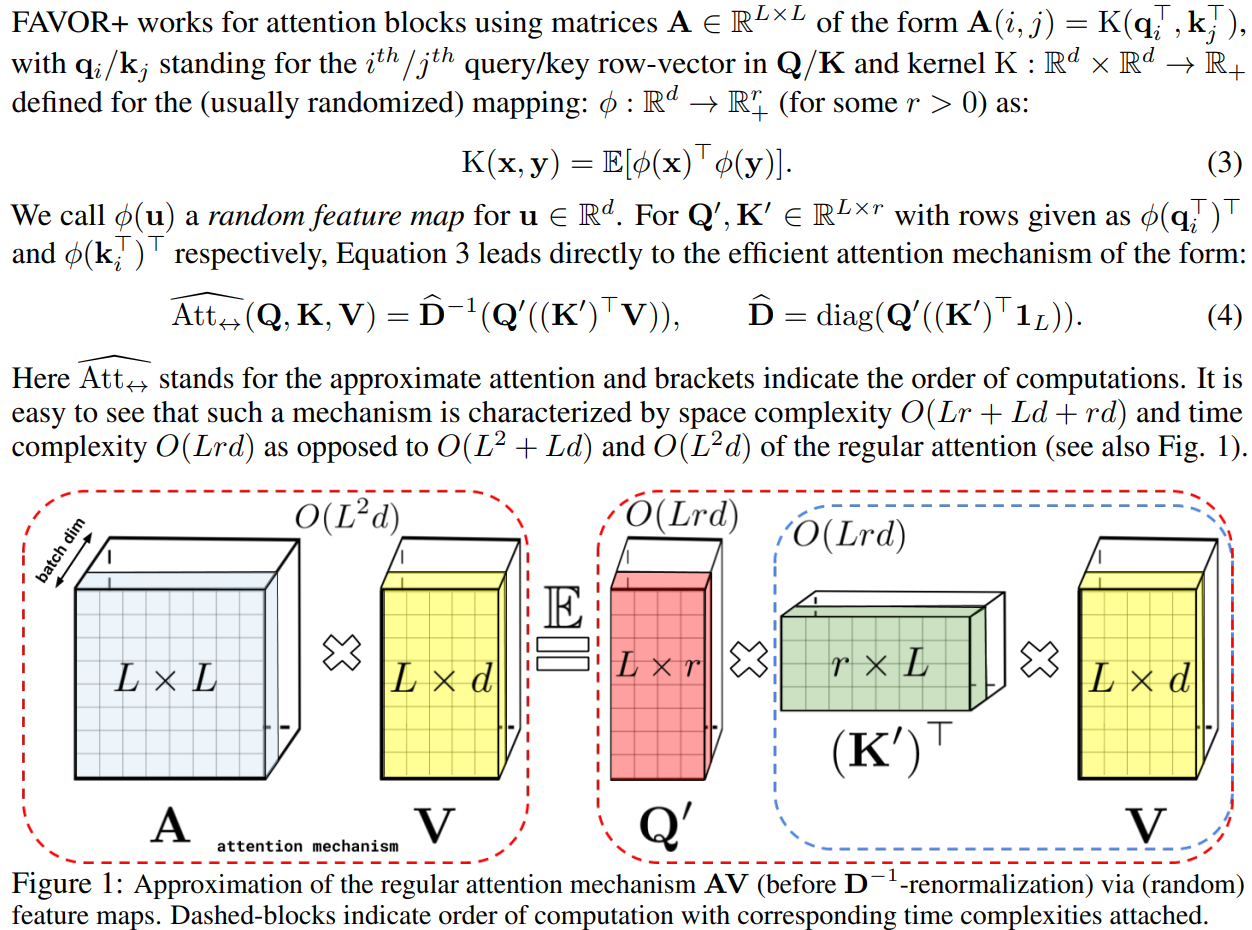 FAVOR+ works for attention blocks using matrices $\mathbf{A} \in \mathbb{R}^{L \times L}$ of the form $\mathbf{A}(i, j) = \mathrm{K}(\mathbf{q}_i^\top, \mathbf{k}_j^\top)$,
with $\mathbf{q}_i/\mathbf{k}_j$ standing for the $i^{th}/j^{th}$ query/key row-vector in $\mathbf{Q}/\mathbf{K}$ and kernel $\mathrm{K} : \mathbb{R}^d \times \mathbb{R}^d \to \mathbb{R}_+$
defined for the (usually randomized) mapping: $\phi : \mathbb{R}^d \to \mathbb{R}_+^r$ (for some $r > 0$) as:
$\mathrm{K}(\mathbf{x}, \mathbf{y}) = \mathbb{E}[\phi(\mathbf{x})^\top \phi(\mathbf{y})].$ (3)
We call $\phi(\mathbf{u})$ a random feature map for $\mathbf{u} \in \mathbb{R}^d$. For $\mathbf{Q}', \mathbf{K}' \in \mathbb{R}^{L \times r}$ with rows given as $\phi(\mathbf{q}_i^\top)^\top$
and $\phi(\mathbf{k}_i^\top)^\top$ respectively, Equation 3 leads directly to the efficient attention mechanism of the form:
$\widehat{\mathrm{Att}_\leftrightarrow}(\mathbf{Q}, \mathbf{K}, \mathbf{V}) = \widehat{\mathbf{D}}^{-1}(\mathbf{Q}'((\mathbf{K}')^\top \mathbf{V})), \quad \widehat{\mathbf{D}} = \mathrm{diag}(\mathbf{Q}'((\mathbf{K}')^\top \mathbf{1}_L)).$ (4)
Here $\widehat{\mathrm{Att}_\leftrightarrow}$ stands for the approximate attention and brackets indicate the order of computations. It is
easy to see that such a mechanism is characterized by space complexity $O(Lr + Ld + rd)$ and time
complexity $O(Lrd)$ as opposed to $O(L^2 + Ld)$ and $O(L^2d)$ of the regular attention (see also Fig. 1).
batch dim
$O(L^2d)$
$L \times L$
$\mathbf{A}$
$L \times d$
$\mathbf{V}$
attention mechanism
$\mathbb{E}$
$O(Lrd)$
$L \times r$
$\mathbf{Q}'$
$O(Lrd)$
$r \times L$
$(\mathbf{K}')^\top$
$L \times d$
$\mathbf{V}$
Figure 1: Approximation of the regular attention mechanism $\mathbf{AV}$ (before $\mathbf{D}^{-1}$-renormalization) via (random)
feature maps. Dashed-blocks indicate order of computation with corresponding time complexities attached.